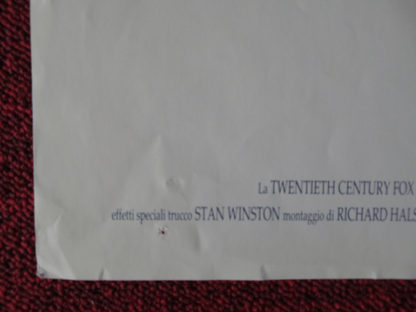 La TWENTIETH CENTURY FOX
effetti speciali trucco STAN WINSTON montaggio di RICHARD HALS